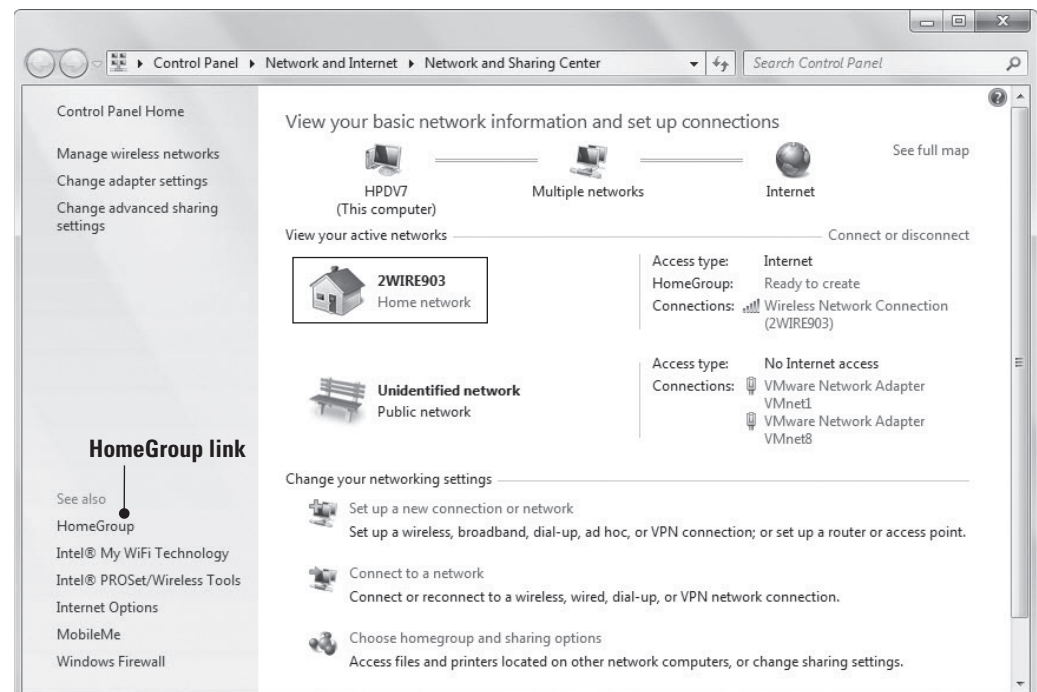 Control Panel
Network and Internet
Network and Sharing Center
Search Control Panel
Control Panel Home
Manage wireless networks
Change adapter settings
Change advanced sharing
settings
HomeGroup link
See also
HomeGroup
Intel® My WiFi Technology
Intel® PROSet/Wireless Tools
Internet Options
MobileMe
Windows Firewall
View your basic network information and set up connections
See full map
HPDV7
(This computer)
Multiple networks
Internet
View your active networks
Connect or disconnect
2WIRE903
Home network
Access type: Internet
HomeGroup: Ready to create
Connections: Wireless Network Connection
(2WIRE903)
Unidentified network
Public network
Access type: No Internet access
Connections: VMware Network Adapter
VMnet1
VMware Network Adapter
VMnet8
Change your networking settings
Set up a new connection or network
Set up a wireless, broadband, dial-up, ad hoc, or VPN connection; or set up a router or access point.
Connect to a network
Connect or reconnect to a wireless, wired, dial-up, or VPN network connection.
Choose homegroup and sharing options
Access files and printers located on other network computers, or change sharing settings.